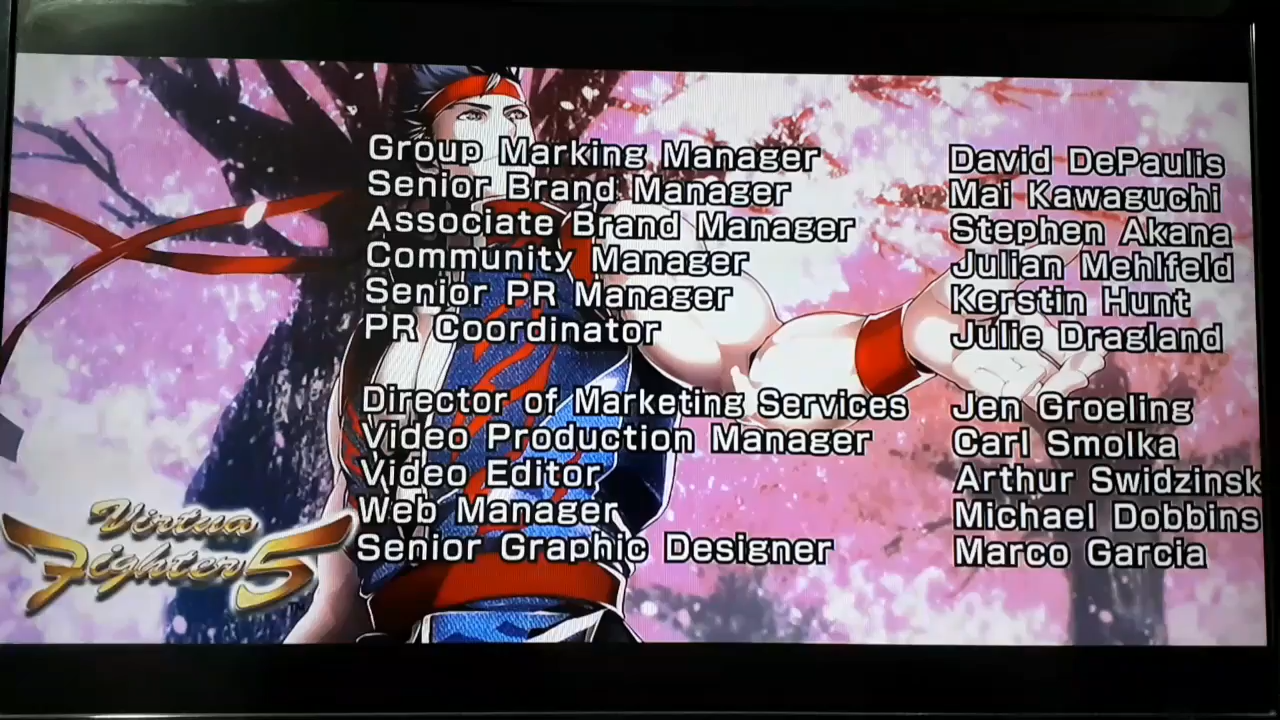 Group Marking Manager David DePaulis
Senior Brand Manager Mai Kawaguchi
Associate Brand Manager Stephen Akana
Community Manager Julian Mehlfeld
Senior PR Manager Kerstin Hunt
PR Coordinator Julie Dragland
Director of Marketing Services Jen Groeling
Video Production Manager Carl Smolka
Video Editor Arthur Swidzinsk
Web Manager Michael Dobbins
Senior Graphic Designer Marco Garcia
Virtua
Fighter 5 ™